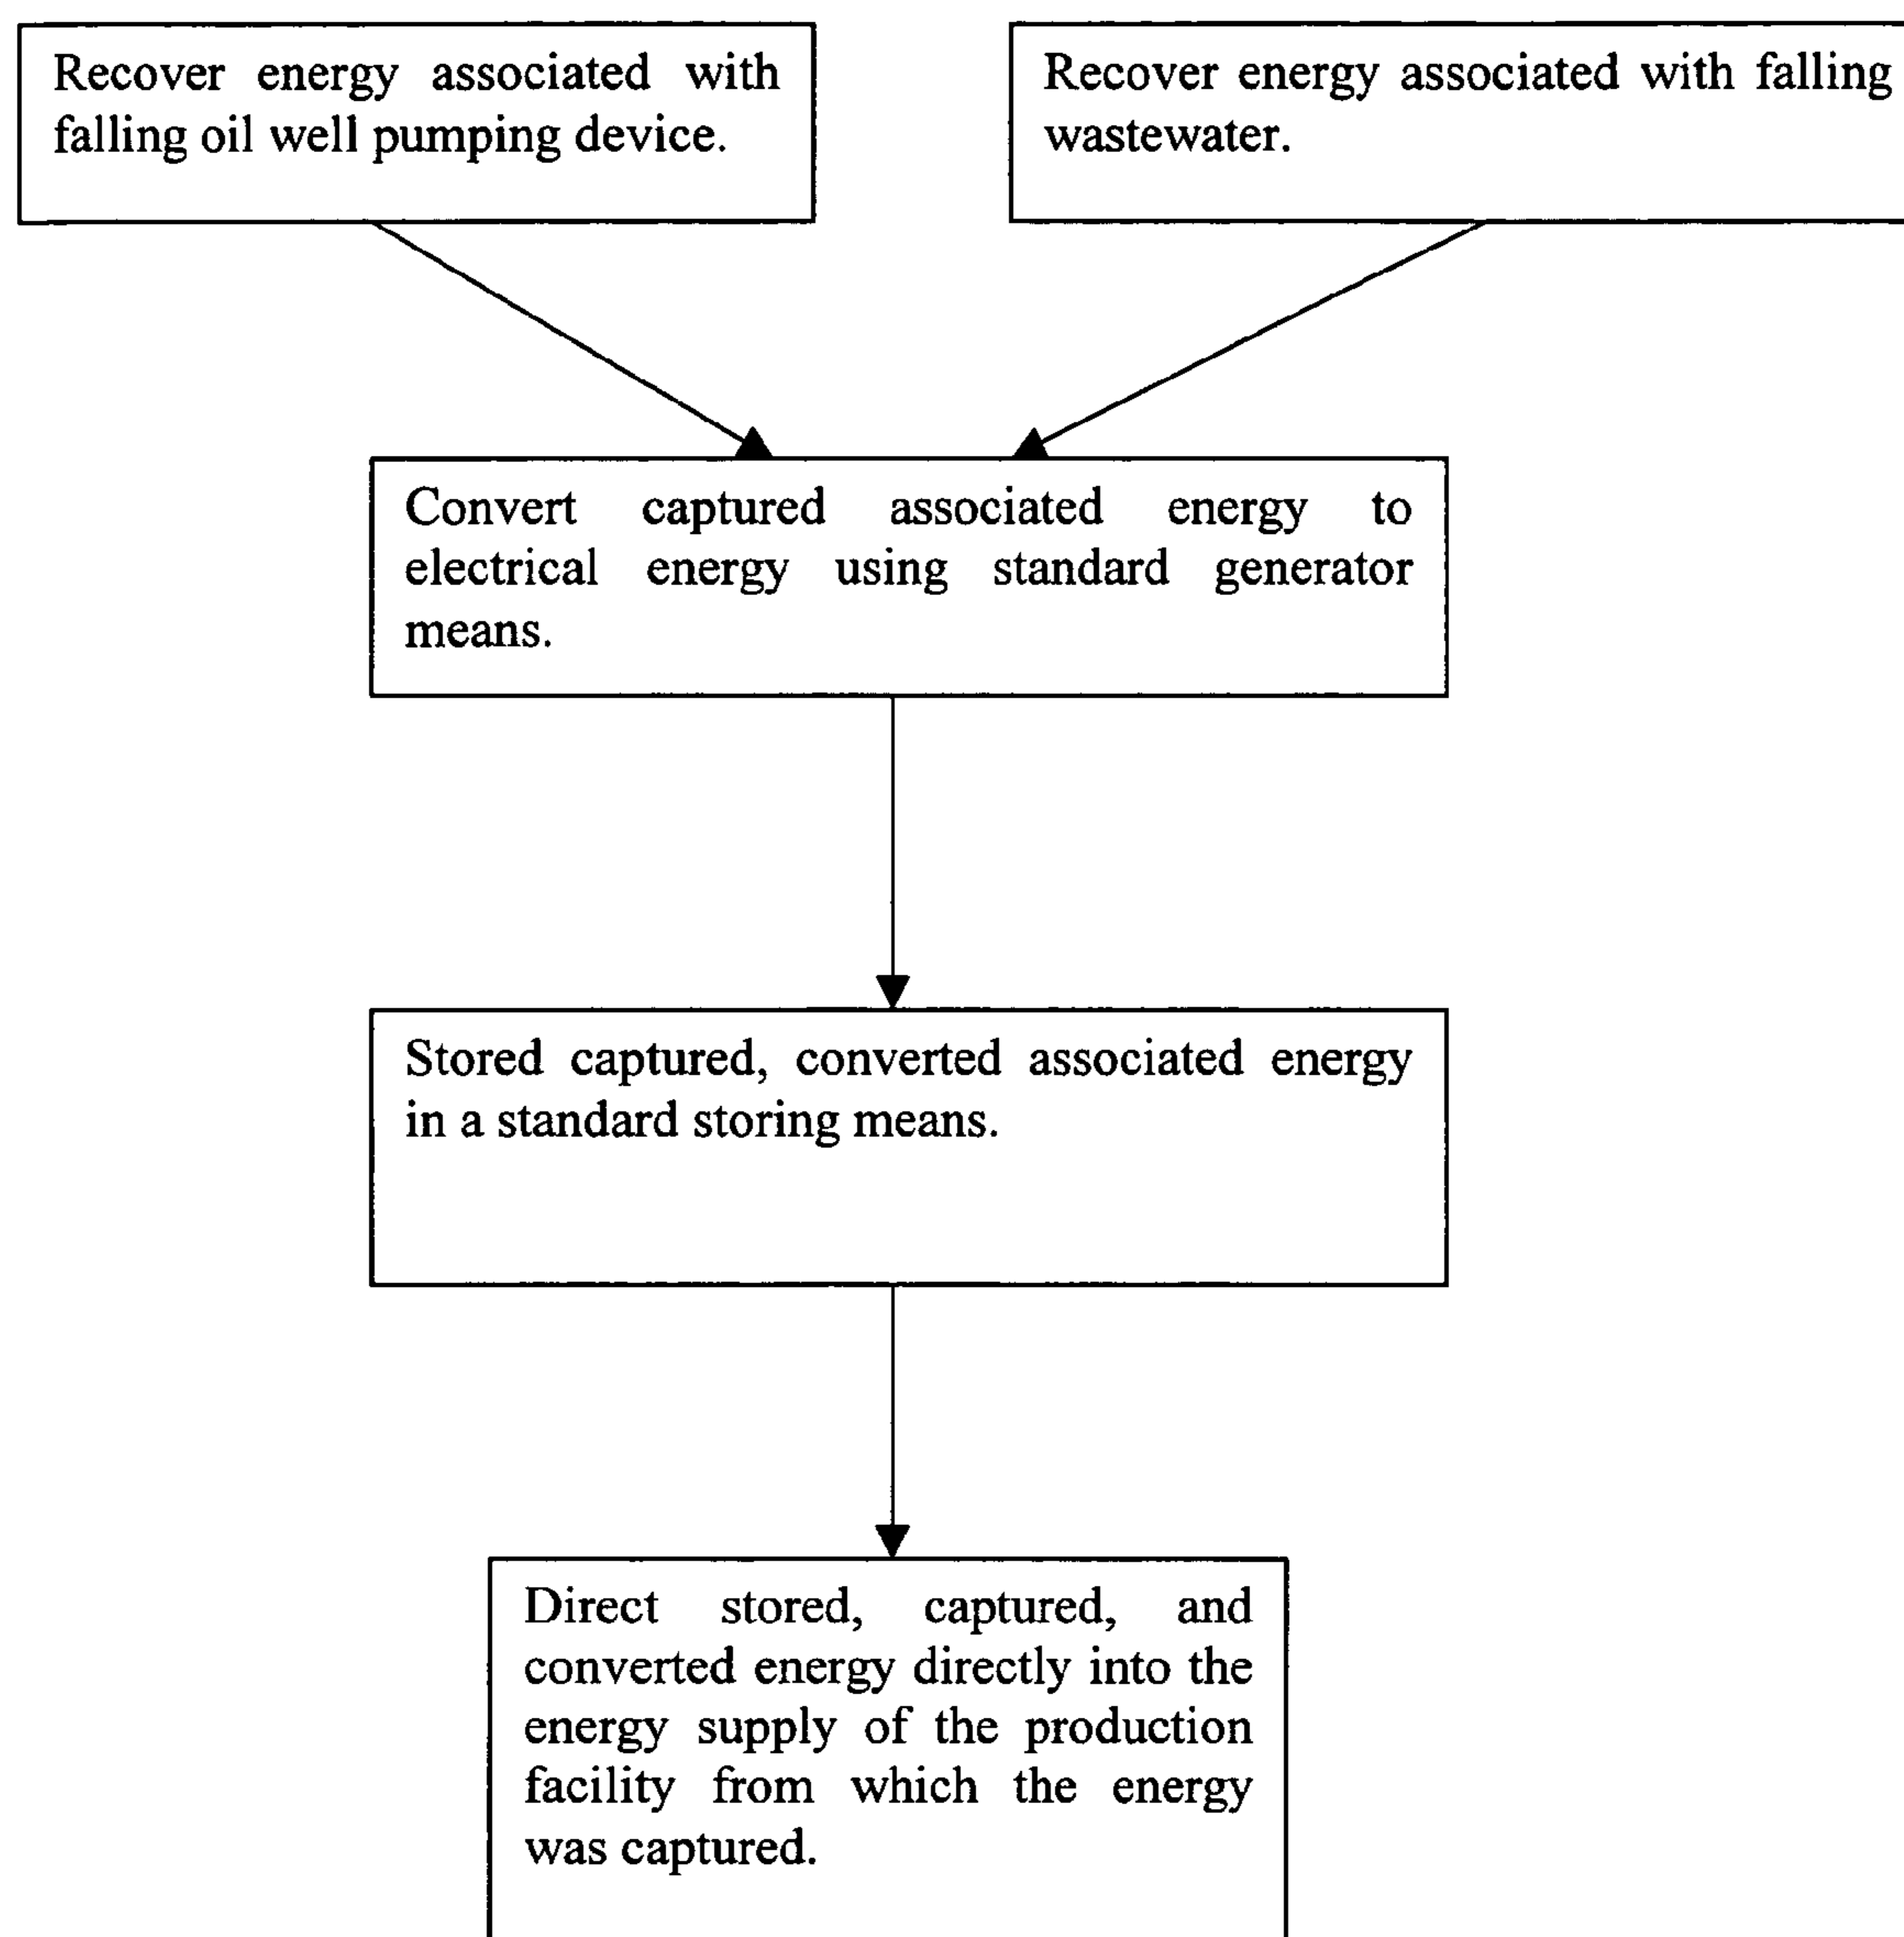 Recover energy associated with
falling oil well pumping device.
Recover energy associated with falling
wastewater.
Convert captured associated energy to
electrical energy using standard generator
means.
Stored captured, converted associated energy
in a standard storing means.
Direct stored, captured, and
converted energy directly into the
energy supply of the production
facility from which the energy
was captured.